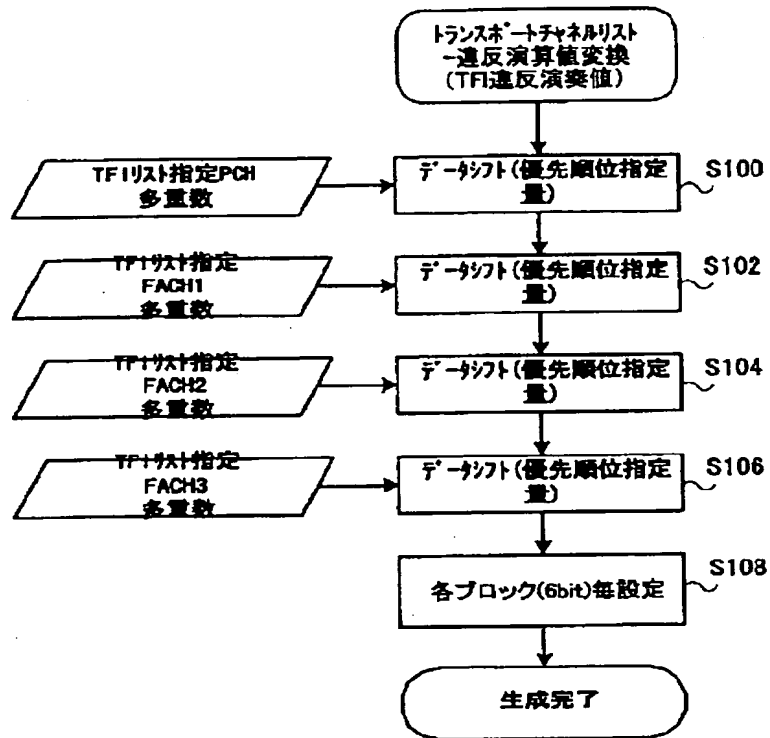 トランスポートチャネルリスト
-違反演算値変換
(TFI違反演算値)
TFIリスト指定PCH
多重数
データシフト(優先順位指定
量)
S100
TFIリスト指定
FACH1
多重数
データシフト(優先順位指定
量)
S102
TFIリスト指定
FACH2
多重数
データシフト(優先順位指定
量)
S104
TFIリスト指定
FACH3
多重数
データシフト(優先順位指定
量)
S106
各ブロック(6bit)毎設定
S108
生成完了